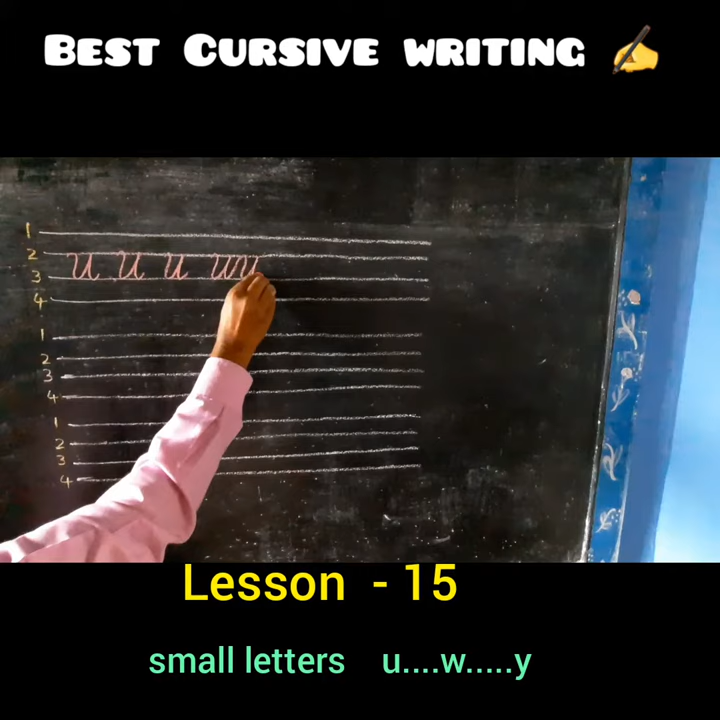 BEST CURSIVE WRITING ✍
1
2 u u u uu
3
4
1
2
3
4
1
2
3
4
Lesson - 15
small letters u....w.....y